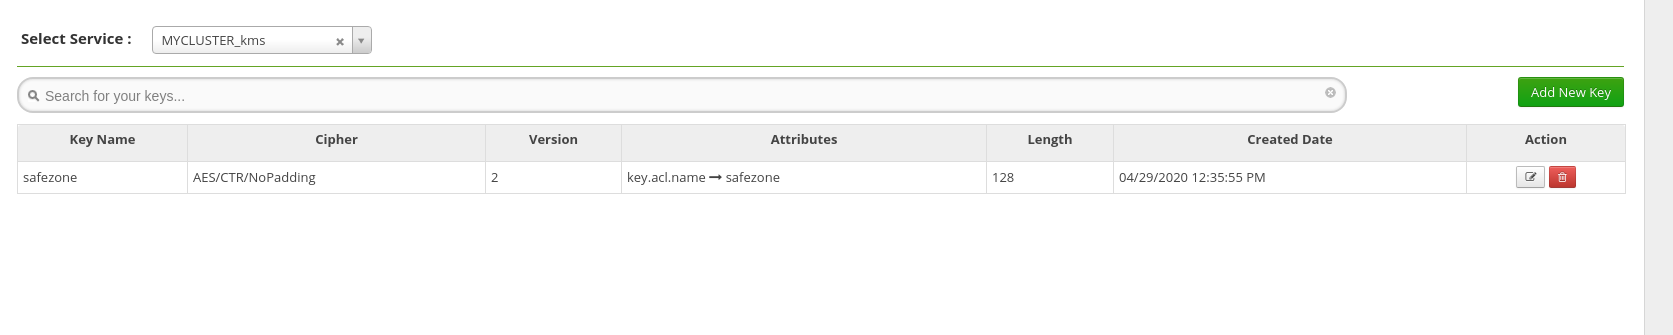 Select Service : MYCLUSTER_kms
Search for your keys...
Add New Key
Key Name Cipher Version Attributes Length Created Date Action
safezone AES/CTR/NoPadding 2 key.acl.name → safezone 128 04/29/2020 12:35:55 PM